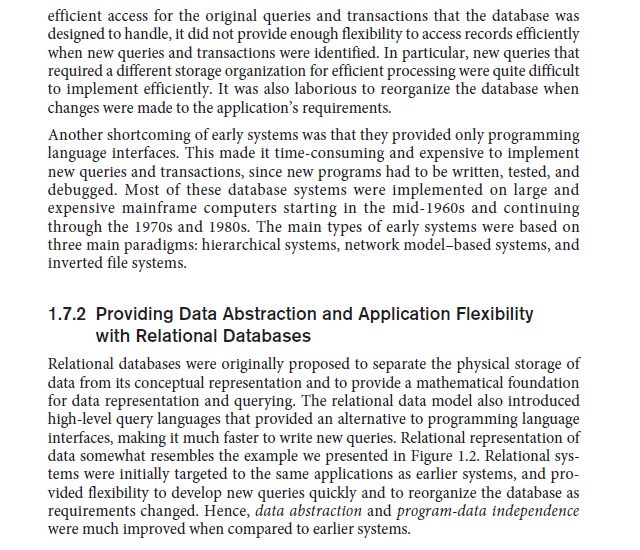 efficient access for the original queries and transactions that the database was
designed to handle, it did not provide enough flexibility to access records efficiently
when new queries and transactions were identified. In particular, new queries that
required a different storage organization for efficient processing were quite difficult
to implement efficiently. It was also laborious to reorganize the database when
changes were made to the application's requirements.
Another shortcoming of early systems was that they provided only programming
language interfaces. This made it time-consuming and expensive to implement
new queries and transactions, since new programs had to be written, tested, and
debugged. Most of these database systems were implemented on large and
expensive mainframe computers starting in the mid-1960s and continuing
through the 1970s and 1980s. The main types of early systems were based on
three main paradigms: hierarchical systems, network model–based systems, and
inverted file systems.
1.7.2 Providing Data Abstraction and Application Flexibility
with Relational Databases
Relational databases were originally proposed to separate the physical storage of
data from its conceptual representation and to provide a mathematical foundation
for data representation and querying. The relational data model also introduced
high-level query languages that provided an alternative to programming language
interfaces, making it much faster to write new queries. Relational representation of
data somewhat resembles the example we presented in Figure 1.2. Relational sys-
tems were initially targeted to the same applications as earlier systems, and pro-
vided flexibility to develop new queries quickly and to reorganize the database as
requirements changed. Hence, data abstraction and program-data independence
were much improved when compared to earlier systems.